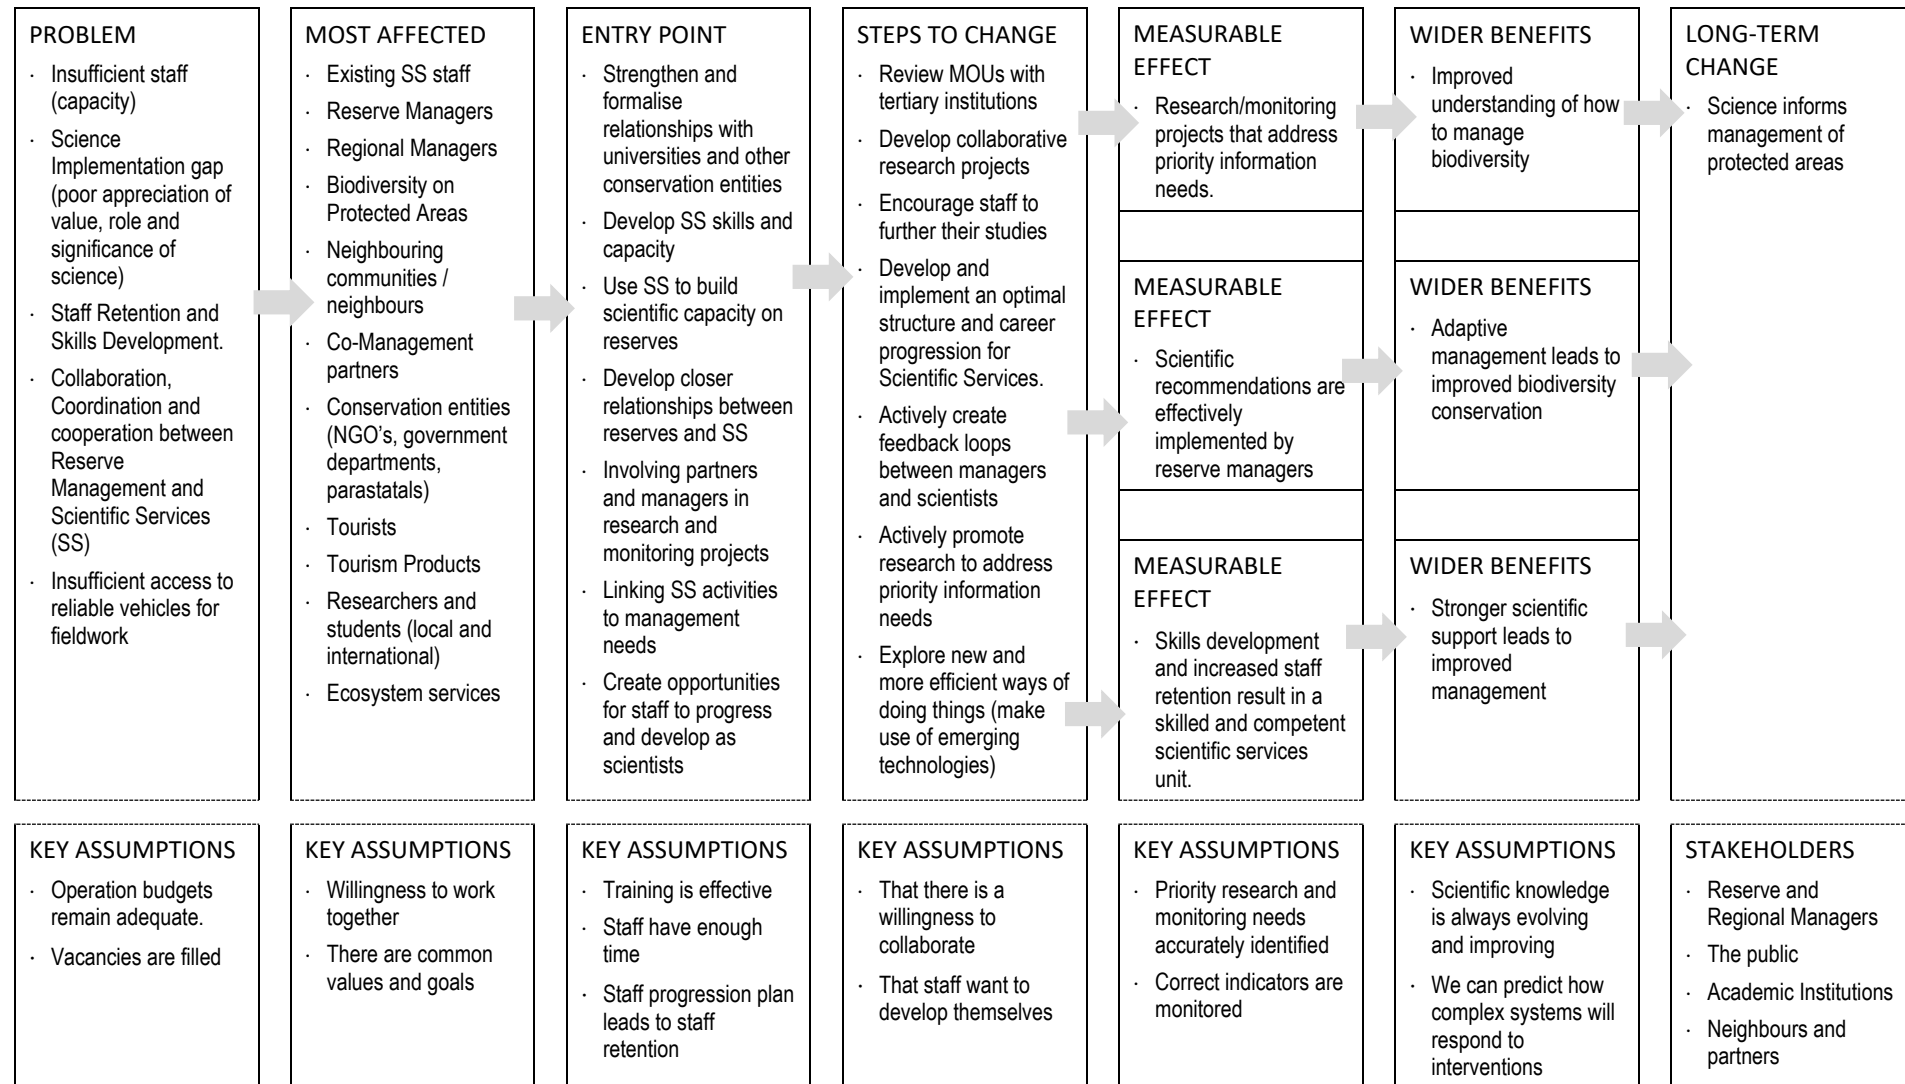 PROBLEM
· Insufficient staff
(capacity)
· Science
Implementation gap
(poor appreciation of
value, role and
significance of
science)
· Staff Retention and
Skills Development.
· Collaboration,
Coordination and
cooperation between
Reserve
Management and
Scientific Services
(SS)
· Insufficient access to
reliable vehicles for
fieldwork
MOST AFFECTED
· Existing SS staff
· Reserve Managers
· Regional Managers
· Biodiversity on
Protected Areas
· Neighbouring
communities /
neighbours
· Co-Management
partners
· Conservation entities
(NGO’s, government
departments,
parastatals)
· Tourists
· Tourism Products
· Researchers and
students (local and
international)
· Ecosystem services
ENTRY POINT
· Strengthen and
formalise
relationships with
universities and other
conservation entities
· Develop SS skills and
capacity
· Use SS to build
scientific capacity on
reserves
· Develop closer
relationships between
reserves and SS
· Involving partners
and managers in
research and
monitoring projects
· Linking SS activities
to management
needs
· Create opportunities
for staff to progress
and develop as
scientists
STEPS TO CHANGE
· Review MOUs with
tertiary institutions
· Develop collaborative
research projects
· Encourage staff to
further their studies
· Develop and
implement an optimal
structure and career
progression for
Scientific Services.
· Actively create
feedback loops
between managers
and scientists
· Actively promote
research to address
priority information
needs
· Explore new and
more efficient ways of
doing things (make
use of emerging
technologies)
MEASURABLE
EFFECT
· Research/monitoring
projects that address
priority information
needs.
MEASURABLE
EFFECT
· Scientific
recommendations are
effectively
implemented by
reserve managers
MEASURABLE
EFFECT
· Skills development
and increased staff
retention result in a
skilled and competent
scientific services
unit.
WIDER BENEFITS
· Improved
understanding of how
to manage
biodiversity
WIDER BENEFITS
· Adaptive
management leads to
improved biodiversity
conservation
WIDER BENEFITS
· Stronger scientific
support leads to
improved
management
LONG-TERM
CHANGE
· Science informs
management of
protected areas
KEY ASSUMPTIONS
· Operation budgets
remain adequate.
· Vacancies are filled
KEY ASSUMPTIONS
· Willingness to work
together
· There are common
values and goals
KEY ASSUMPTIONS
· Training is effective
· Staff have enough
time
· Staff progression plan
leads to staff
retention
KEY ASSUMPTIONS
· That there is a
willingness to
collaborate
· That staff want to
develop themselves
KEY ASSUMPTIONS
· Priority research and
monitoring needs
accurately identified
· Correct indicators are
monitored
KEY ASSUMPTIONS
· Scientific knowledge
is always evolving
and improving
· We can predict how
complex systems will
respond to
interventions
STAKEHOLDERS
· Reserve and
Regional Managers
· The public
· Academic Institutions
· Neighbours and
partners